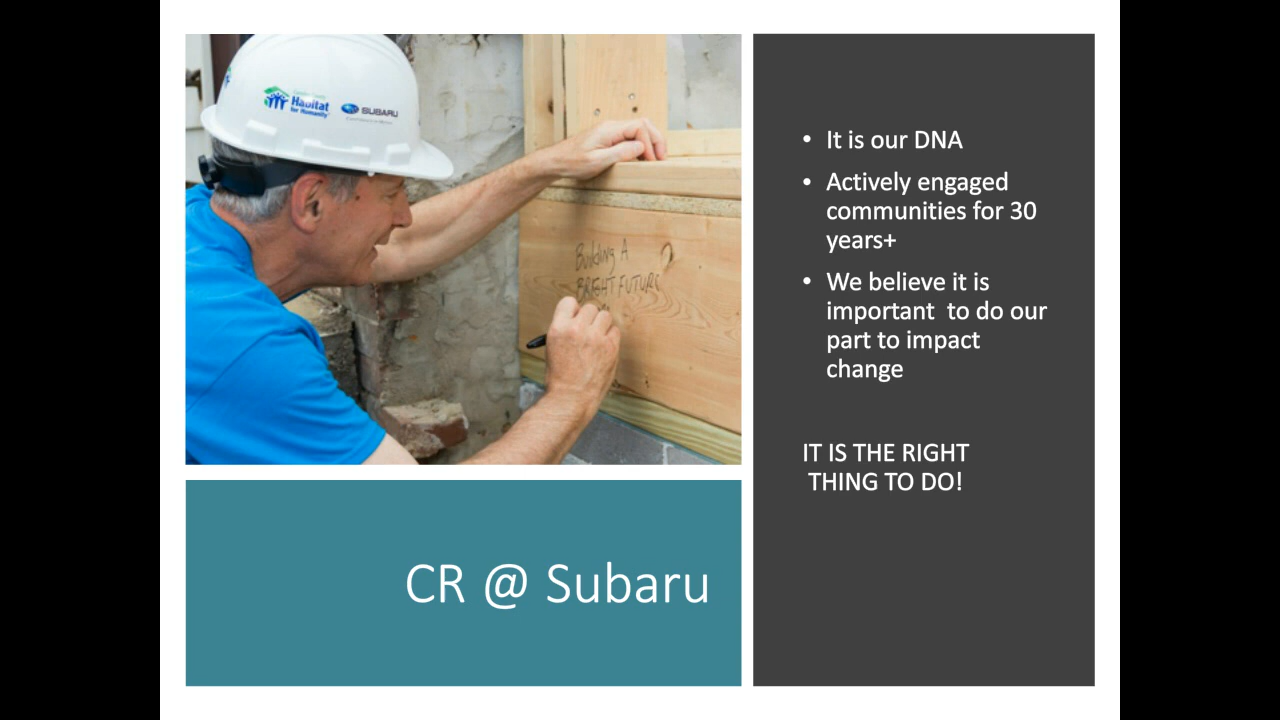 Habitat
for Humanity
SUBARU
Building A
BRIGHT FUTURE
CR @ Subaru
• It is our DNA
• Actively engaged
communities for 30
years+
• We believe it is
important  to do our
part to impact
change
IT IS THE RIGHT
THING TO DO!